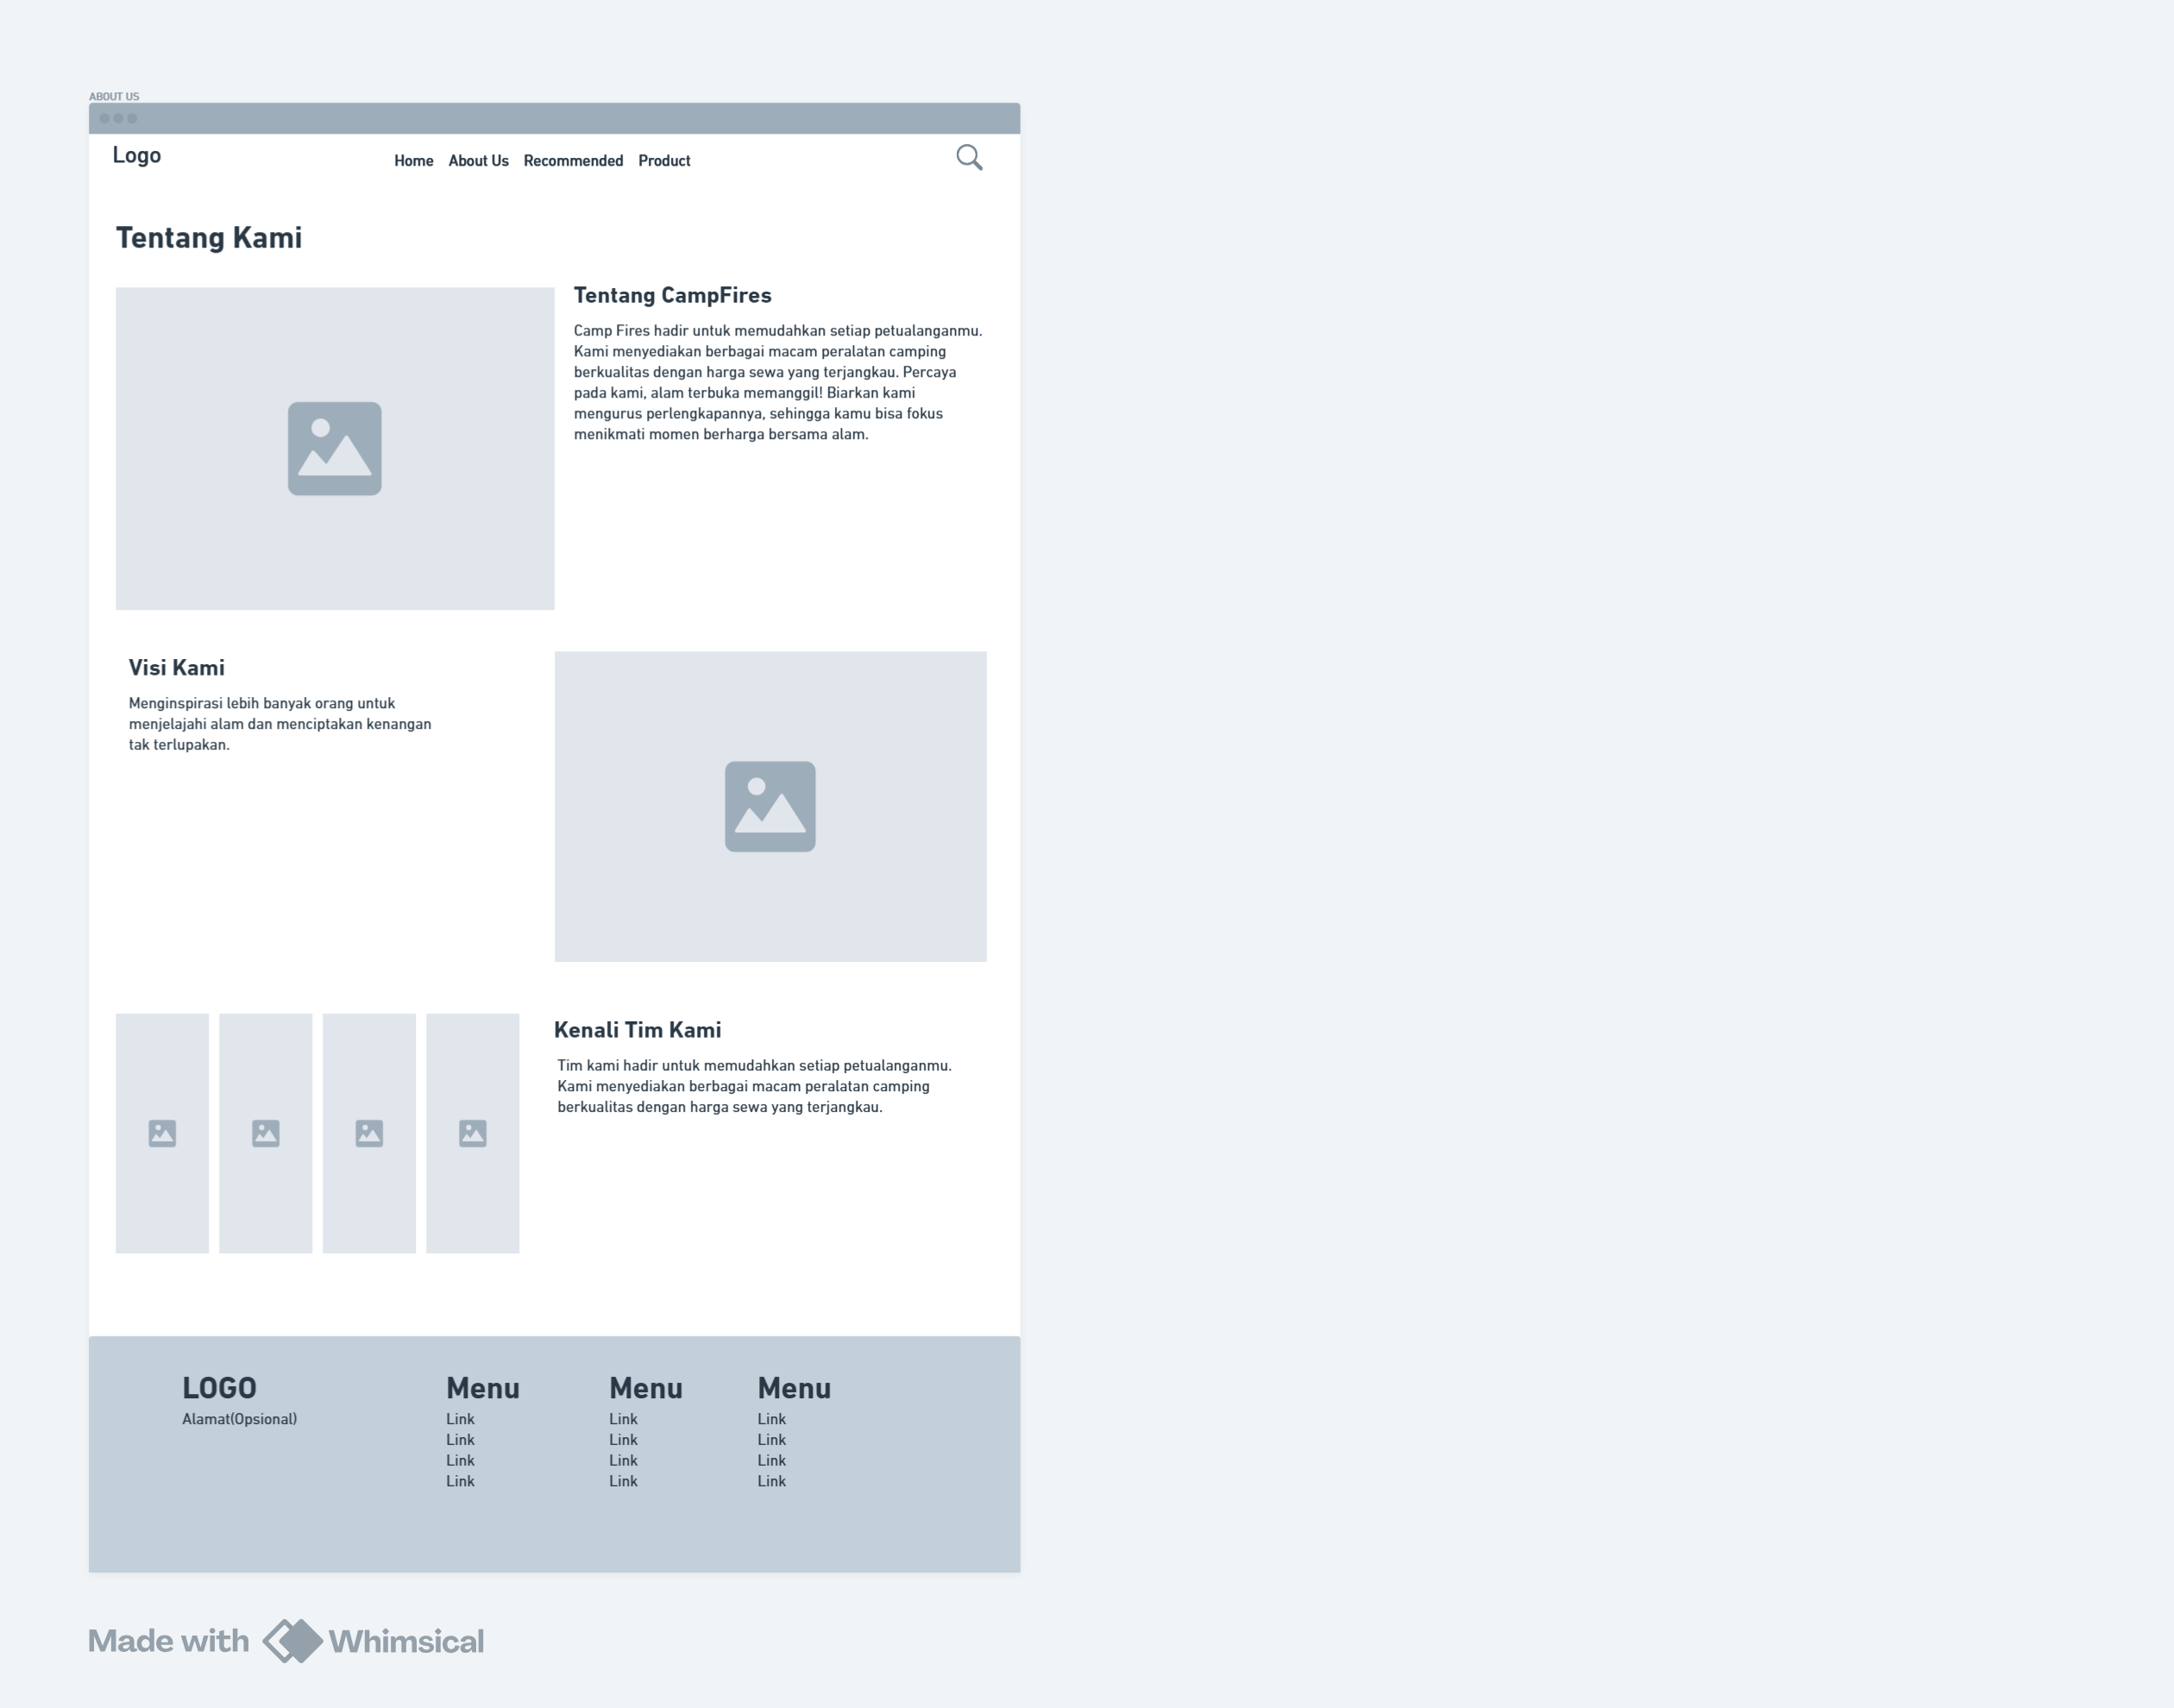 ABOUT US
Logo
Home About Us Recommended Product
Tentang Kami
Tentang CampFires
Camp Fires hadir untuk memudahkan setiap petualanganmu.
Kami menyediakan berbagai macam peralatan camping
berkualitas dengan harga sewa yang terjangkau. Percaya
pada kami, alam terbuka memanggil! Biarkan kami
mengurus perlengkapannya, sehingga kamu bisa fokus
menikmati momen berharga bersama alam.
Visi Kami
Menginspirasi lebih banyak orang untuk
menjelajahi alam dan menciptakan kenangan
tak terlupakan.
Kenali Tim Kami
Tim kami hadir untuk memudahkan setiap petualanganmu.
Kami menyediakan berbagai macam peralatan camping
berkualitas dengan harga sewa yang terjangkau.
LOGO
Alamat(Opsional)
Menu
Link
Link
Link
Link
Menu
Link
Link
Link
Link
Menu
Link
Link
Link
Link
Made with Whimsical